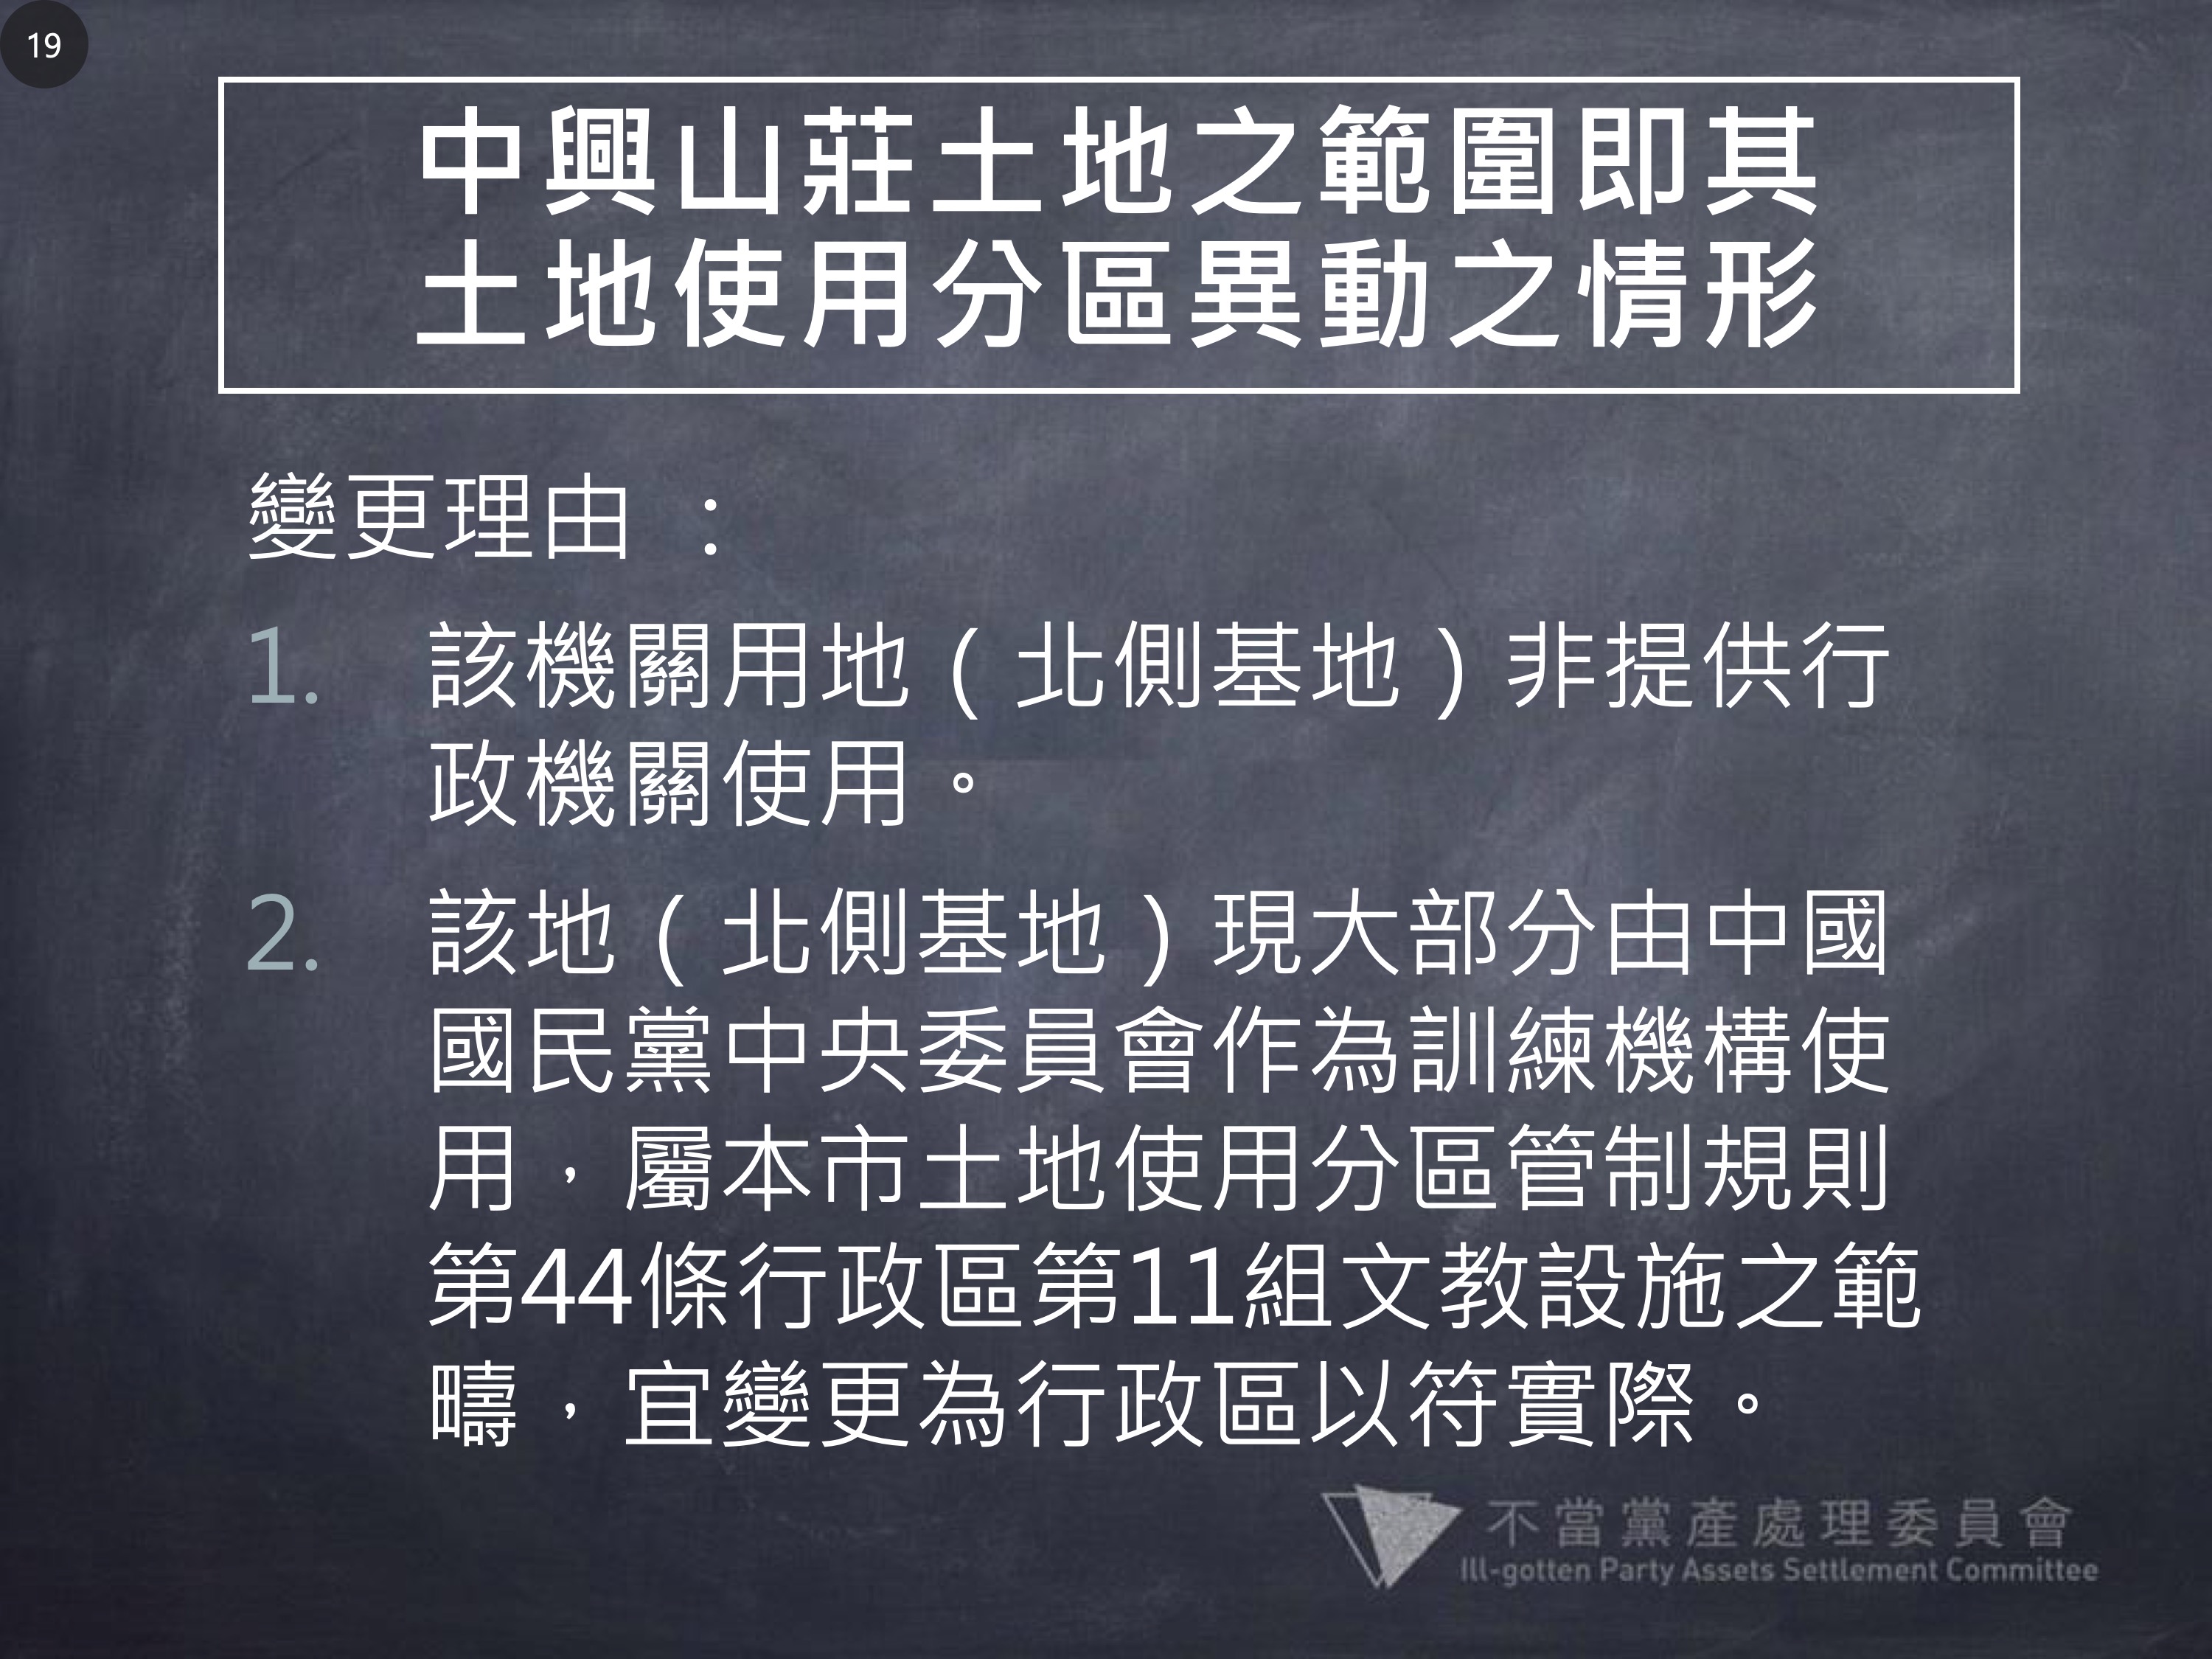 19
中興山莊土地之範圍即其
土地使用分區異動之情形
變更理由 ：
1. 該機關用地（北側基地）非提供行
政機關使用。
2. 該地（北側基地）現大部分由中國
國民黨中央委員會作為訓練機構使
用，屬本市土地使用分區管制規則
第44條行政區第11組文教設施之範
疇，宜變更為行政區以符實際。
不當黨產處理委員會
Ill-gotten Party Assets Settlement Committee